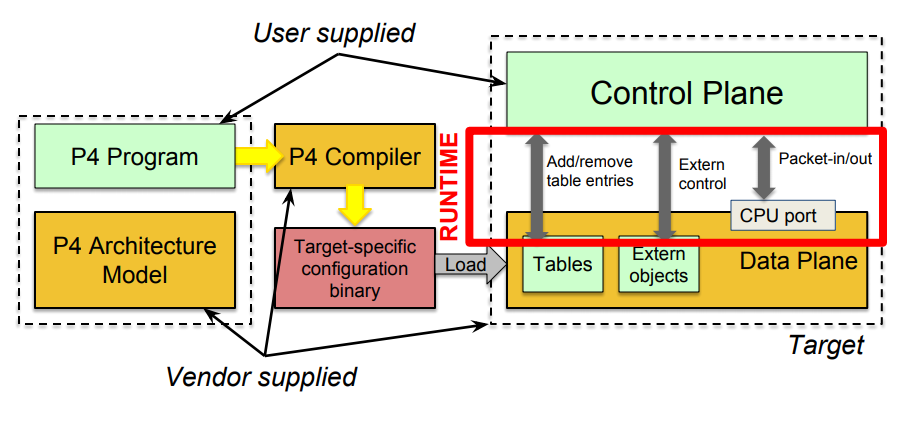 User supplied
Control Plane
P4 Program
P4 Compiler
RUNTIME
Add/remove
table entries
Extern
control
Packet-in/out
CPU port
P4 Architecture
Model
Target-specific
configuration
binary
Load
Tables
Extern
objects
Data Plane
Target
Vendor supplied